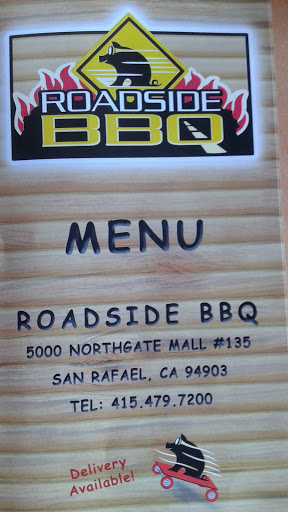 ROADSIDE
BBQ
MENU
ROADSIDE BBQ
5000 NORTHGATE MALL #135
SAN RAFAEL, CA 94903
TEL: 415.479.7200
Delivery
Available!